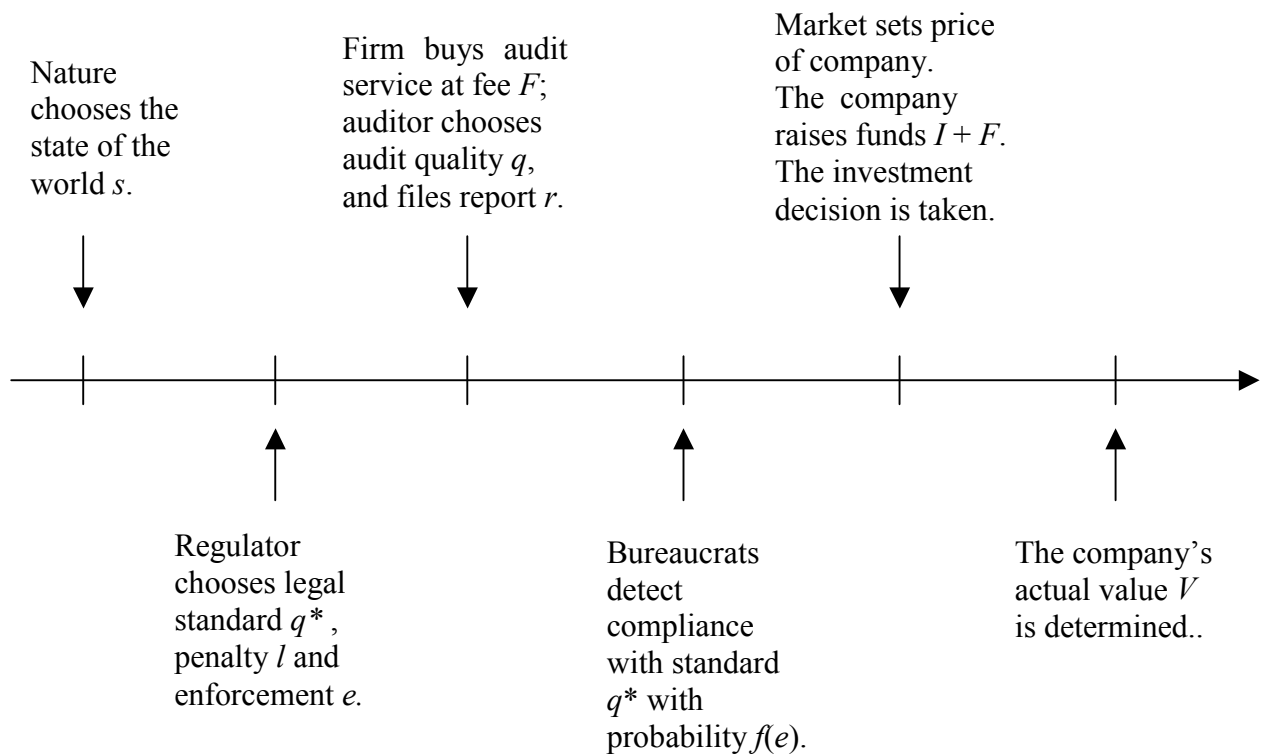 Nature
chooses the
state of the
world s.
Regulator
chooses legal
standard q* ,
penalty l and
enforcement e.
Firm buys audit
service at fee F;
auditor chooses
audit quality q,
and files report r.
Bureaucrats
detect
compliance
with standard
q* with
probability f(e).
Market sets price
of company.
The company
raises funds I + F.
The investment
decision is taken.
The company’s
actual value V
is determined..